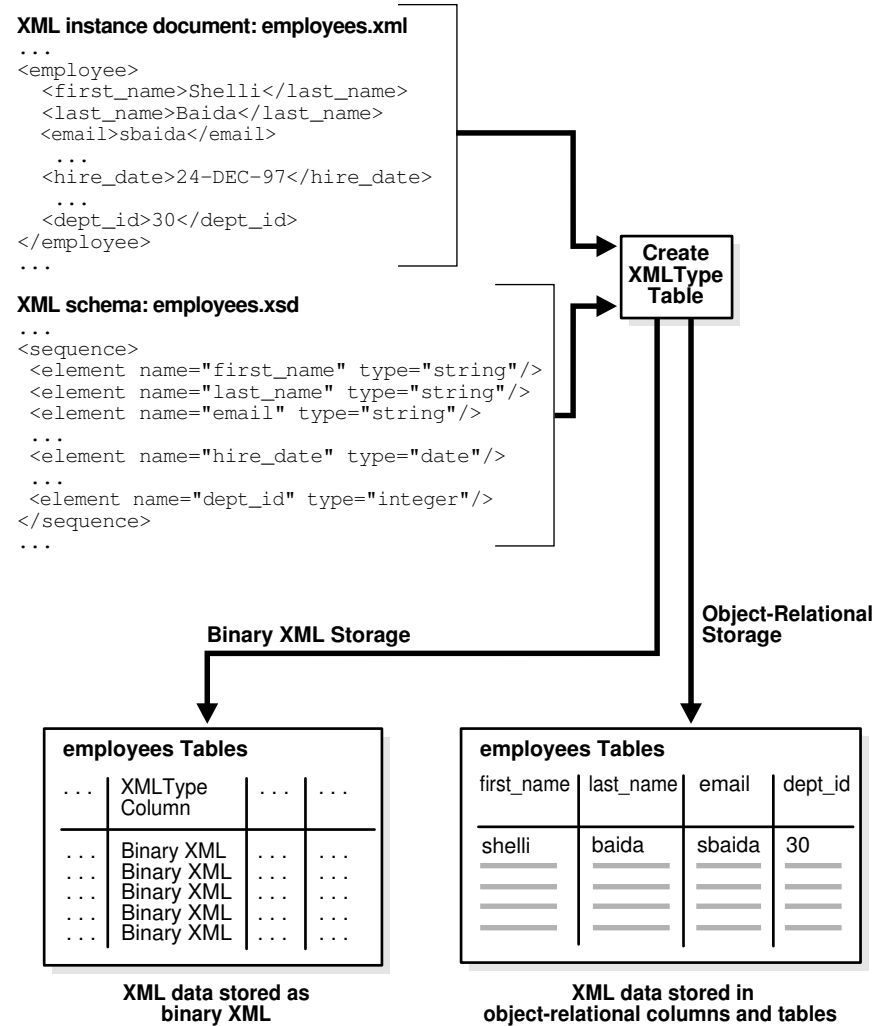 XML instance document: employees.xml
...
<employee>
<first_name>Shelli</last_name>
<last_name>Baida</last_name>
<email>sbaida</email>
...
<hire_date>24-DEC-97</hire_date>
...
<dept_id>30</dept_id>
</employee>
...
Create
XMLType
Table
XML schema: employees.xsd
...
<sequence>
<element name="first_name" type="string"/>
<element name="last_name" type="string"/>
<element name="email" type="string"/>
...
<element name="hire_date" type="date"/>
...
<element name="dept_id" type="integer"/>
</sequence>
...
Binary XML Storage
Object-Relational
Storage
employees Tables
... XMLType ... ...
Column
... Binary XML ... ...
... Binary XML ... ...
... Binary XML ... ...
... Binary XML ... ...
... Binary XML ... ...
XML data stored as
binary XML
employees Tables
first_name last_name email dept_id
shelli baida sbaida 30
XML data stored in
object-relational columns and tables